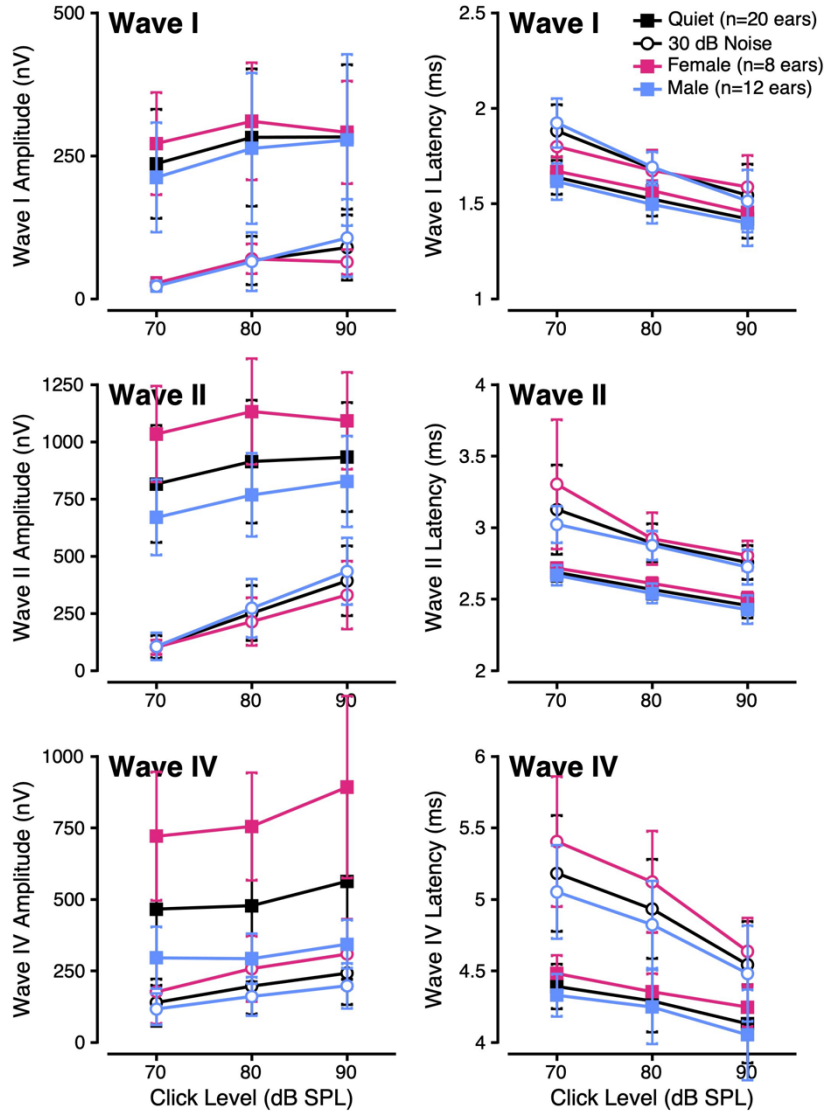 Wave I
Wave I Amplitude (nV)
500
250
0
70 80 90
Wave I
Quiet (n=20 ears)
30 dB Noise
Female (n=8 ears)
Male (n=12 ears)
Wave I Latency (ms)
2.5
2
1.5
1
70 80 90
Wave II
Wave II Amplitude (nV)
1250
1000
750
500
250
0
70 80 90
Wave II
Wave II Latency (ms)
4
3.5
3
2.5
2
70 80 90
Wave IV
Wave IV Amplitude (nV)
1000
750
500
250
0
70 80 90
Click Level (dB SPL)
Wave IV
Wave IV Latency (ms)
6
5.5
5
4.5
4
70 80 90
Click Level (dB SPL)